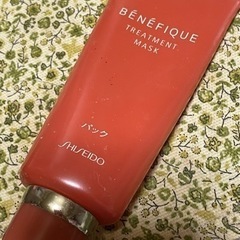 BÉNÉFIQUE
TREATMENT
MASK
パック
SHISEIDO